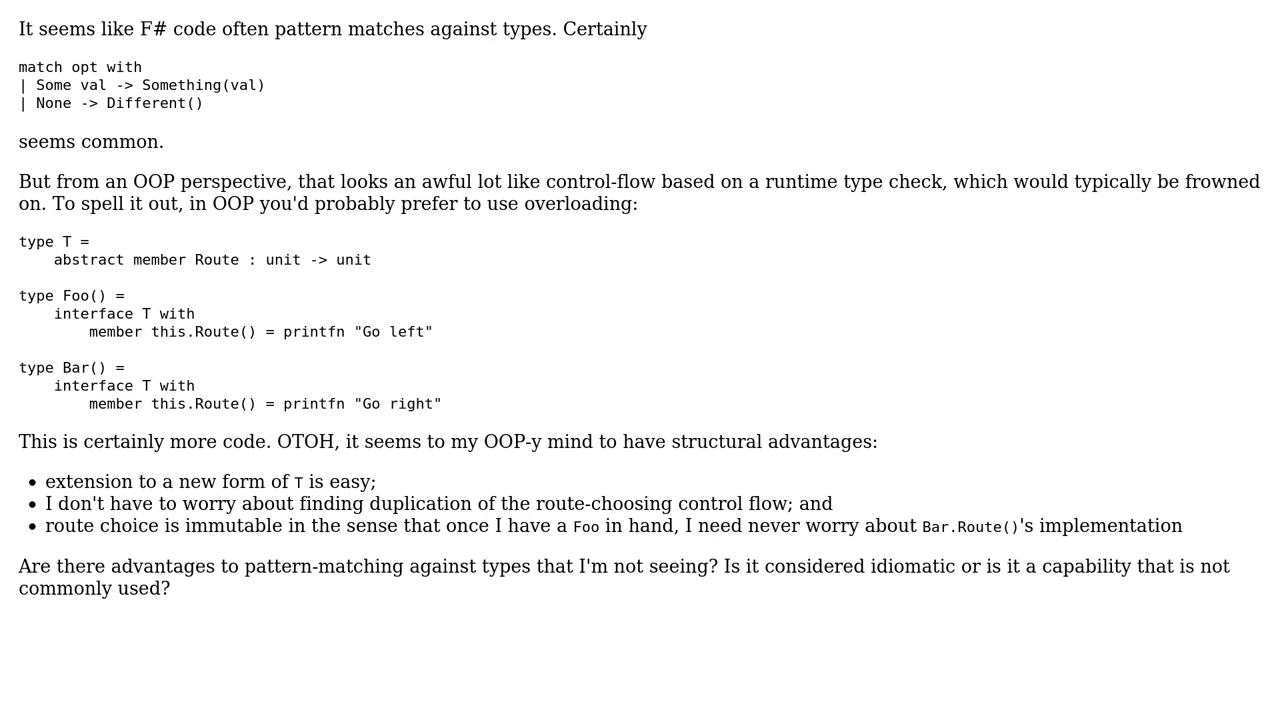 It seems like F# code often pattern matches against types. Certainly
match opt with
| Some val -> Something(val)
| None -> Different()
seems common.
But from an OOP perspective, that looks an awful lot like control-flow based on a runtime type check, which would typically be frowned
on. To spell it out, in OOP you'd probably prefer to use overloading:
type T =
    abstract member Route : unit -> unit
type Foo() =
    interface T with
        member this.Route() = printfn "Go left"
type Bar() =
    interface T with
        member this.Route() = printfn "Go right"
This is certainly more code. OTOH, it seems to my OOP-y mind to have structural advantages:
• extension to a new form of T is easy;
• I don't have to worry about finding duplication of the route-choosing control flow; and
• route choice is immutable in the sense that once I have a Foo in hand, I need never worry about Bar.Route()'s implementation
Are there advantages to pattern-matching against types that I'm not seeing? Is it considered idiomatic or is it a capability that is not
commonly used?